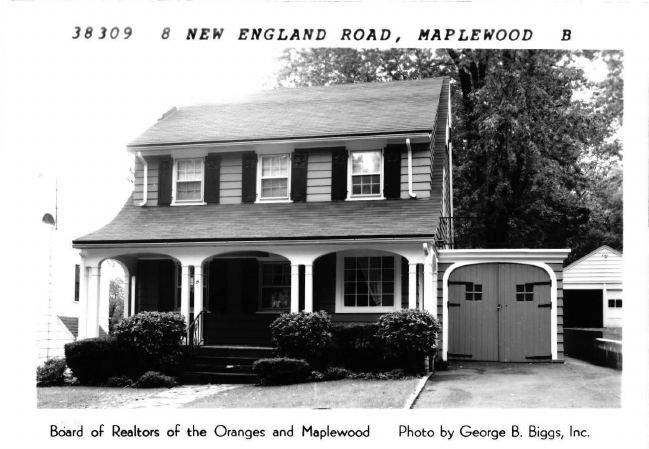 38309 8 NEW ENGLAND ROAD, MAPLEWOOD B
Board of Realtors of the Oranges and Maplewood Photo by George B. Biggs, Inc.